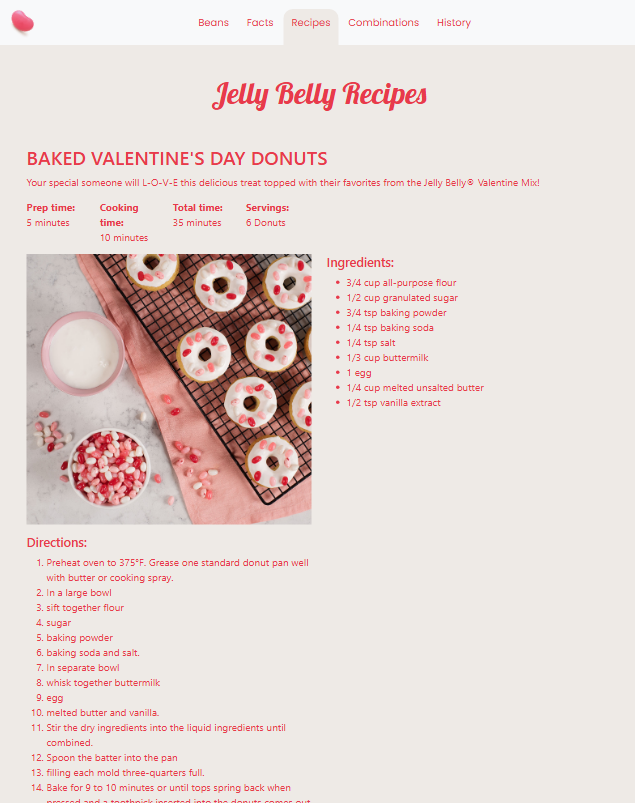 Beans Facts Recipes Combinations History
Jelly Belly Recipes
BAKED VALENTINE'S DAY DONUTS
Your special someone will L-O-V-E this delicious treat topped with their favorites from the Jelly Belly® Valentine Mix!
Prep time:
5 minutes
Cooking
time:
10 minutes
Total time:
35 minutes
Servings:
6 Donuts
Ingredients:
• 3/4 cup all-purpose flour
• 1/2 cup granulated sugar
• 3/4 tsp baking powder
• 1/4 tsp baking soda
• 1/4 tsp salt
• 1/3 cup buttermilk
• 1 egg
• 1/4 cup melted unsalted butter
• 1/2 tsp vanilla extract
Directions:
1. Preheat oven to 375°F. Grease one standard donut pan well
with butter or cooking spray.
2. In a large bowl
3. sift together flour
4. sugar
5. baking powder
6. baking soda and salt.
7. In separate bowl
8. whisk together buttermilk
9. egg
10. melted butter and vanilla.
11. Stir the dry ingredients into the liquid ingredients until
combined.
12. Spoon the batter into the pan
13. filling each mold three-quarters full.
14. Bake for 9 to 10 minutes or until tops spring back when
pressed and a toothpick inserted into the donuts comes out